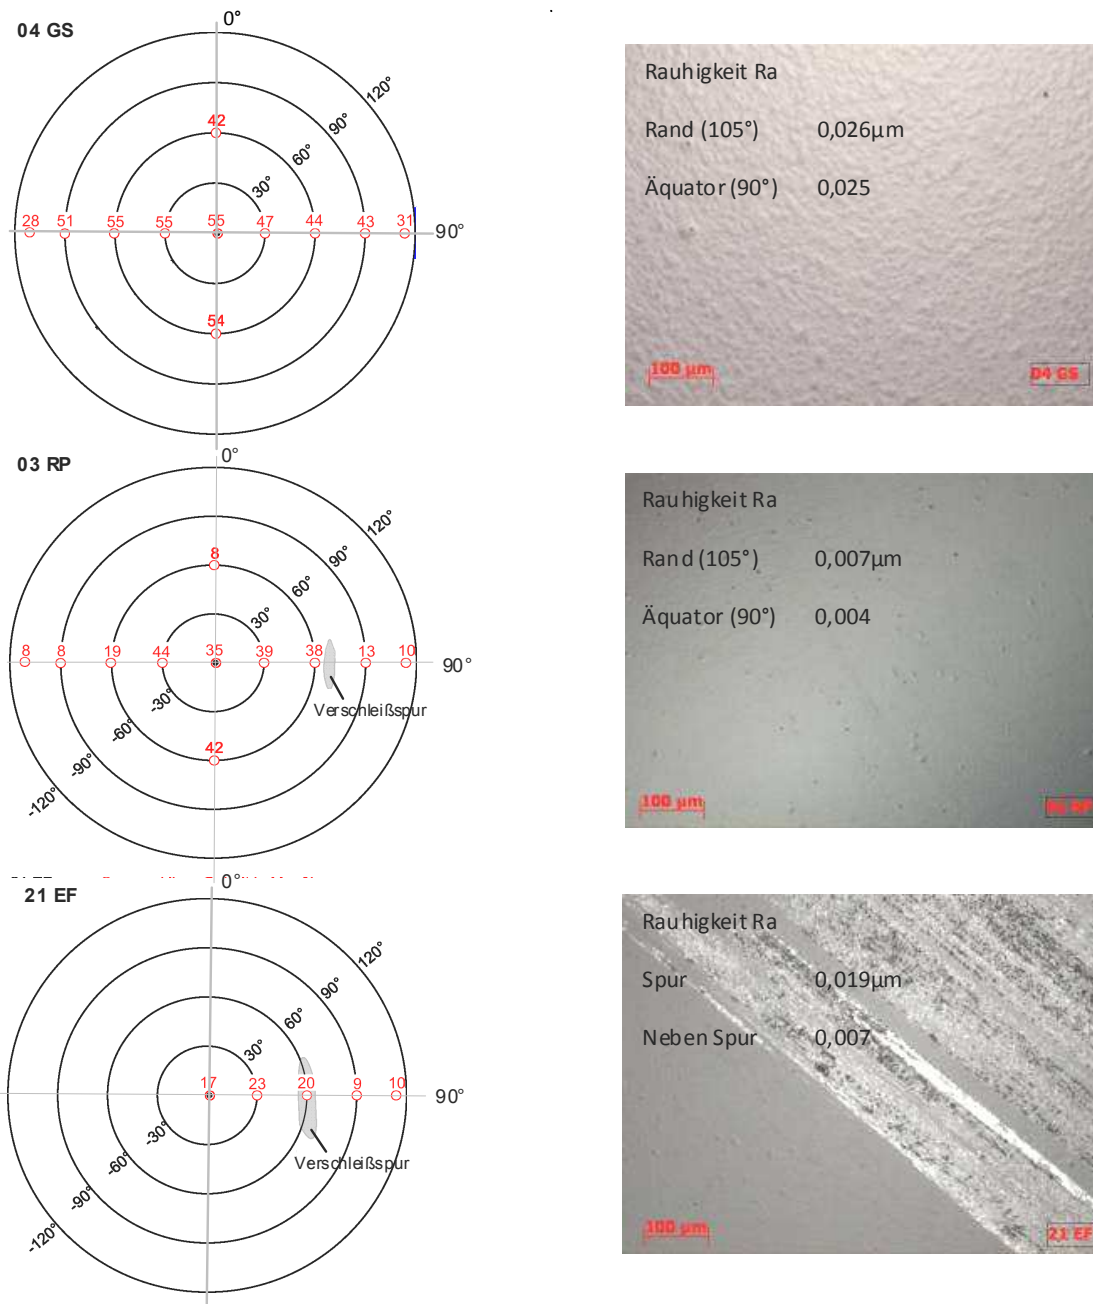 04 GS
0°
120°
90°
60°
30°
42
28 51 55 55 55 47 44 43 31
90°
54
Rauhigkeit Ra
Rand (105°) 0,026µm
Äquator (90°) 0,025
100 µm
04 GS
03 RP
0°
120°
90°
60°
30°
8
8 8 19 44 35 39 38 13 10
90°
-30°
-60°
-90°
-120°
Verschleißspur
42
Rauhigkeit Ra
Rand (105°) 0,007µm
Äquator (90°) 0,004
100 µm
21 EF
0°
120°
90°
60°
30°
17 23 20 9 10
90°
-30°
-60°
-90°
-120°
Verschleißspur
Rauhigkeit Ra
Spur 0,019µm
Neben Spur 0,007
100 µm
21 EF